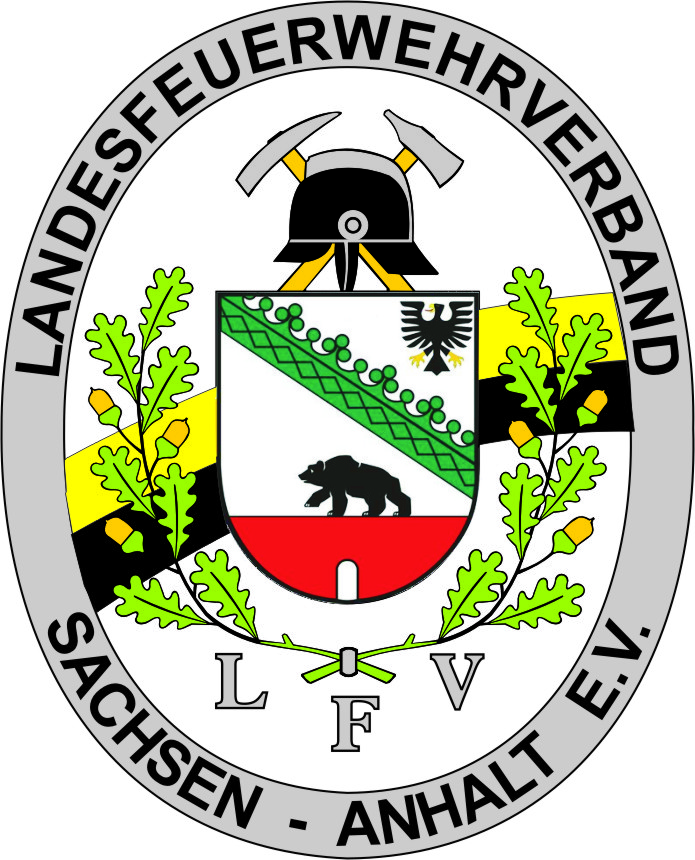 LANDESFEUERWEHRVERBAND
L F V
SACHSEN - ANHALT E.V.